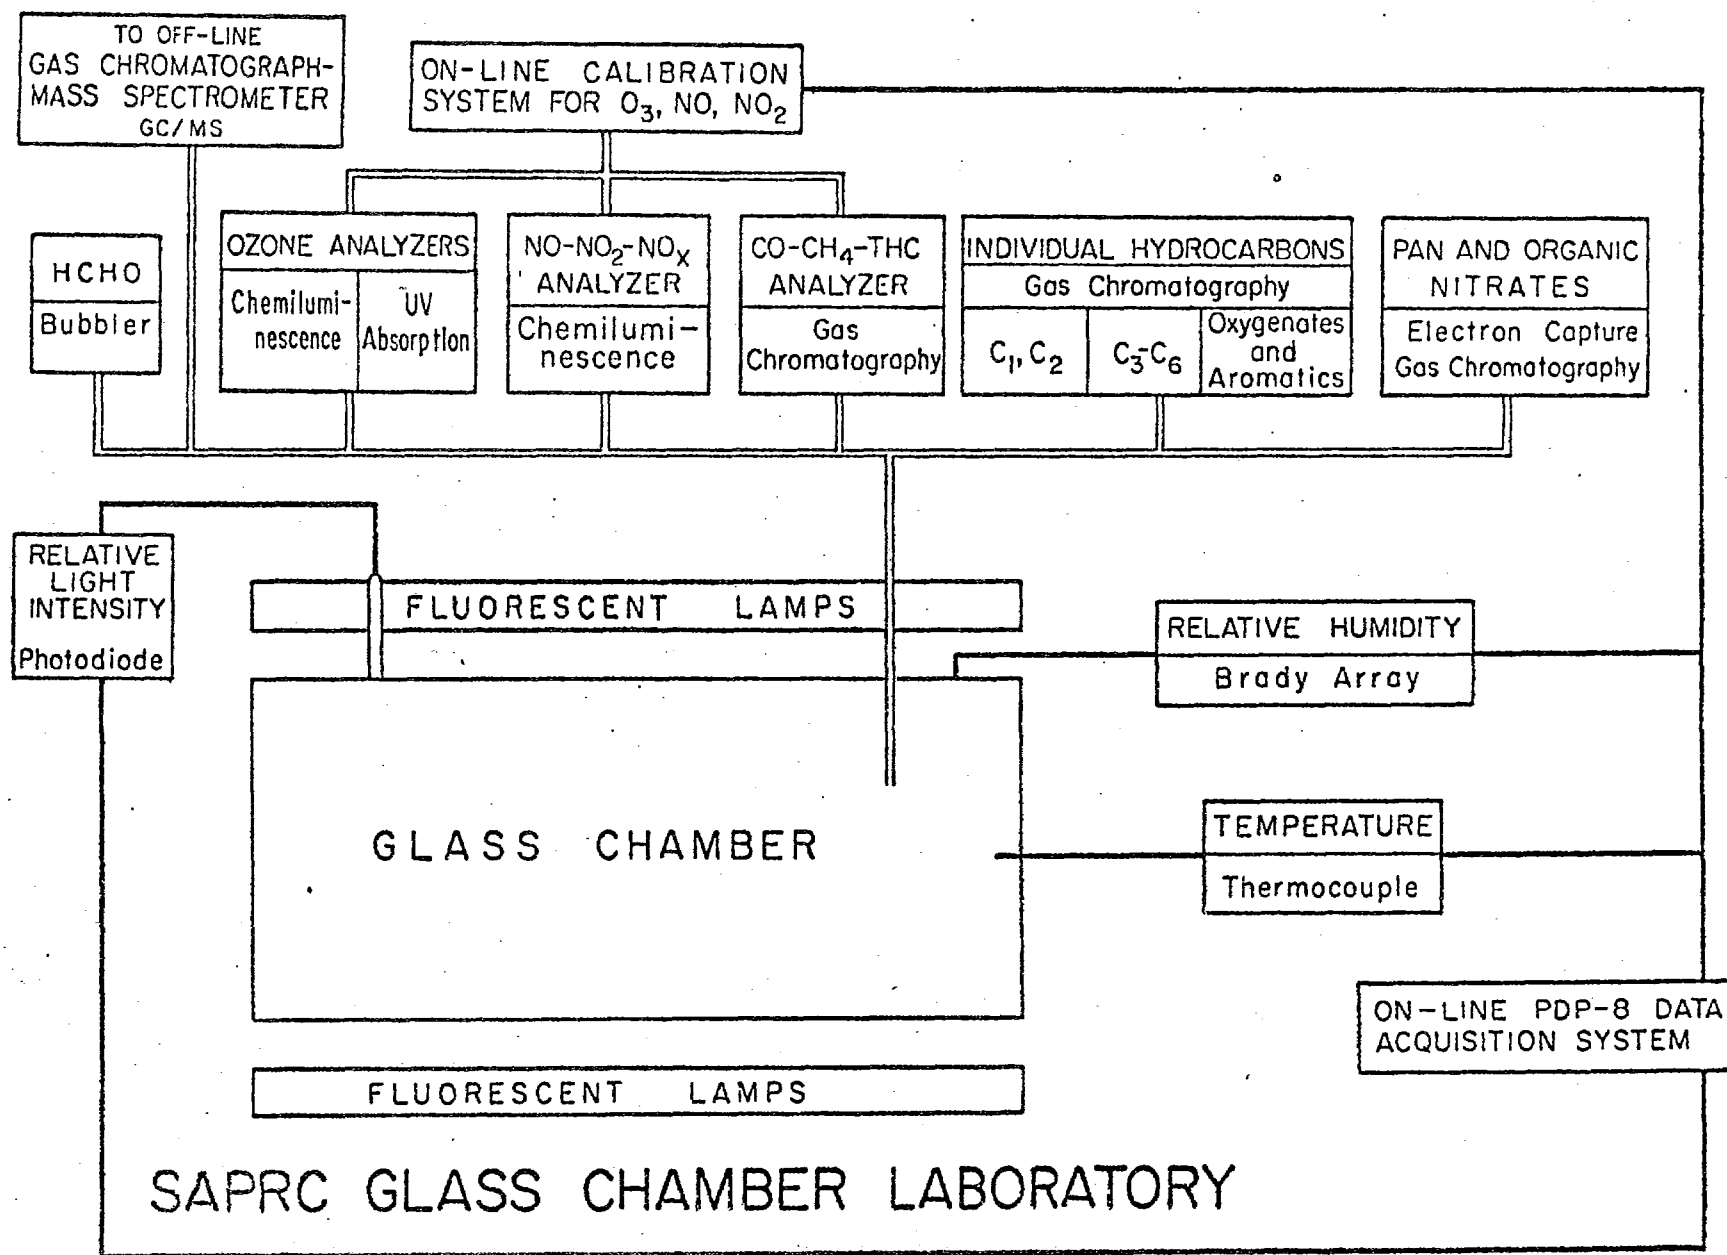 TO OFF-LINE
GAS CHROMATOGRAPH-
MASS SPECTROMETER
GC/MS
ON-LINE CALIBRATION
SYSTEM FOR O₃, NO, NO₂
HCHO
Bubbler
OZONE ANALYZERS
Chemilumi-
nescence
UV
Absorption
NO-NO₂-NOₓ
ANALYZER
Chemilumi-
nescence
CO-CH₄-THC
ANALYZER
Gas
Chromatography
INDIVIDUAL HYDROCARBONS
Gas Chromatography
C₁, C₂
C₃-C₆
Oxygenates
and
Aromatics
PAN AND ORGANIC
NITRATES
Electron Capture
Gas Chromatography
RELATIVE
LIGHT
INTENSITY
Photodiode
FLUORESCENT LAMPS
RELATIVE HUMIDITY
Brady Array
GLASS CHAMBER
TEMPERATURE
Thermocouple
ON-LINE PDP-8 DATA
ACQUISITION SYSTEM
FLUORESCENT LAMPS
SAPRC GLASS CHAMBER LABORATORY